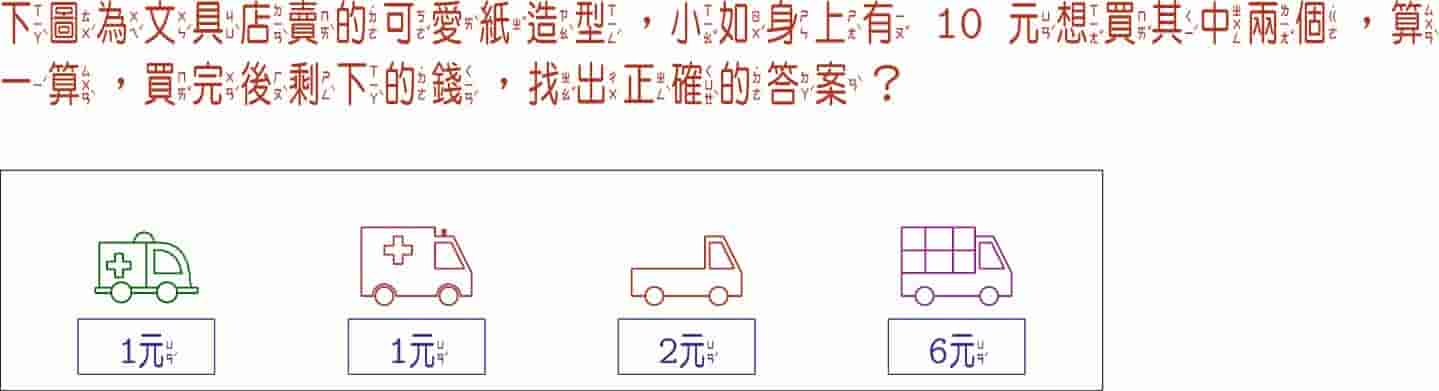 下圖為文具店賣的可愛紙造型，小如身上有 10 元想買其中兩個，算
一算，買完後剩下的錢，找出正確的答案？
1元 1元 2元 6元